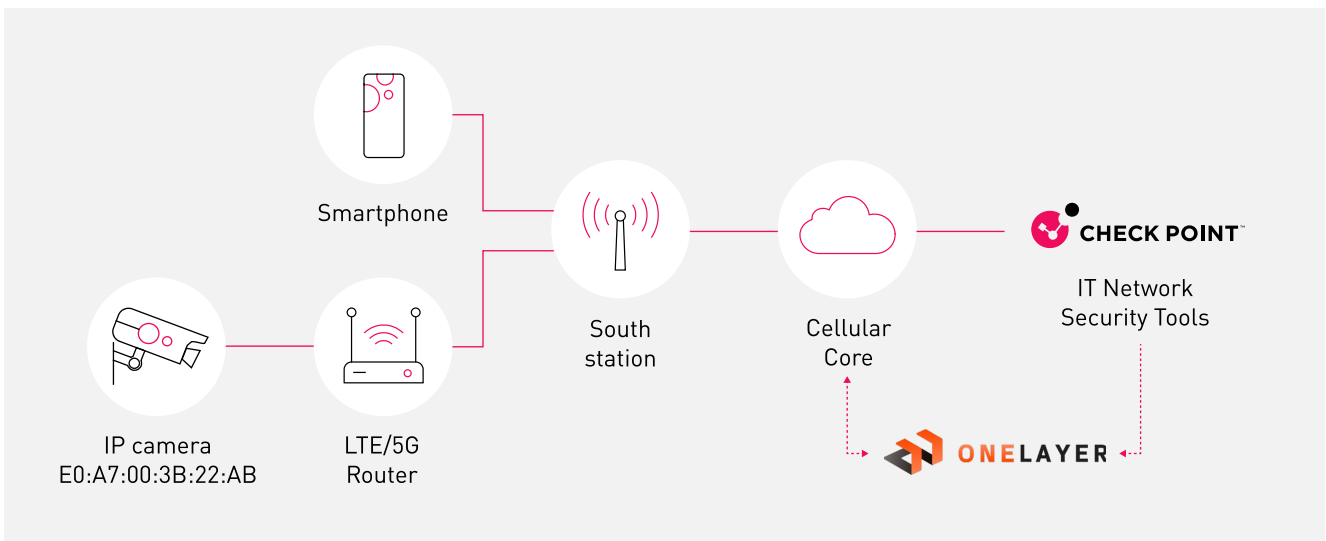 Smartphone
IP camera
E0:A7:00:3B:22:AB
LTE/5G
Router
South
station
Cellular
Core
CHECK POINT™
IT Network
Security Tools
ONELAYER